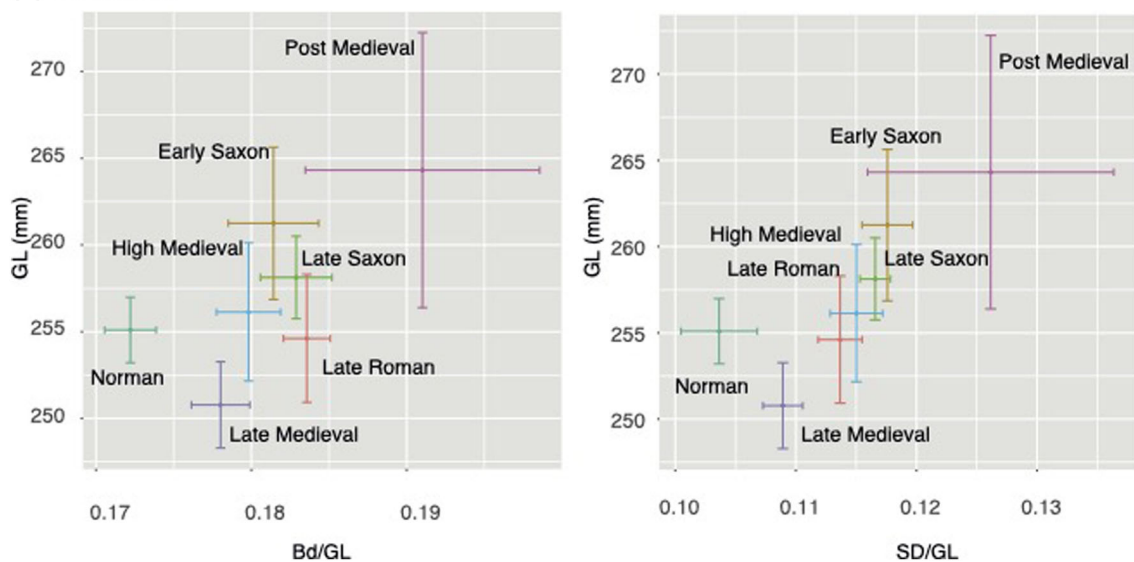 Post Medieval
270
Early Saxon
265
High Medieval
Late Saxon
260
GL (mm)
255
Late Roman
Norman
250
Late Medieval
0.17 0.18 0.19
Bd/GL
Post Medieval
270
Early Saxon
265
High Medieval
Late Saxon
260
Late Roman
GL (mm)
255
Norman
250
Late Medieval
0.10 0.11 0.12 0.13
SD/GL